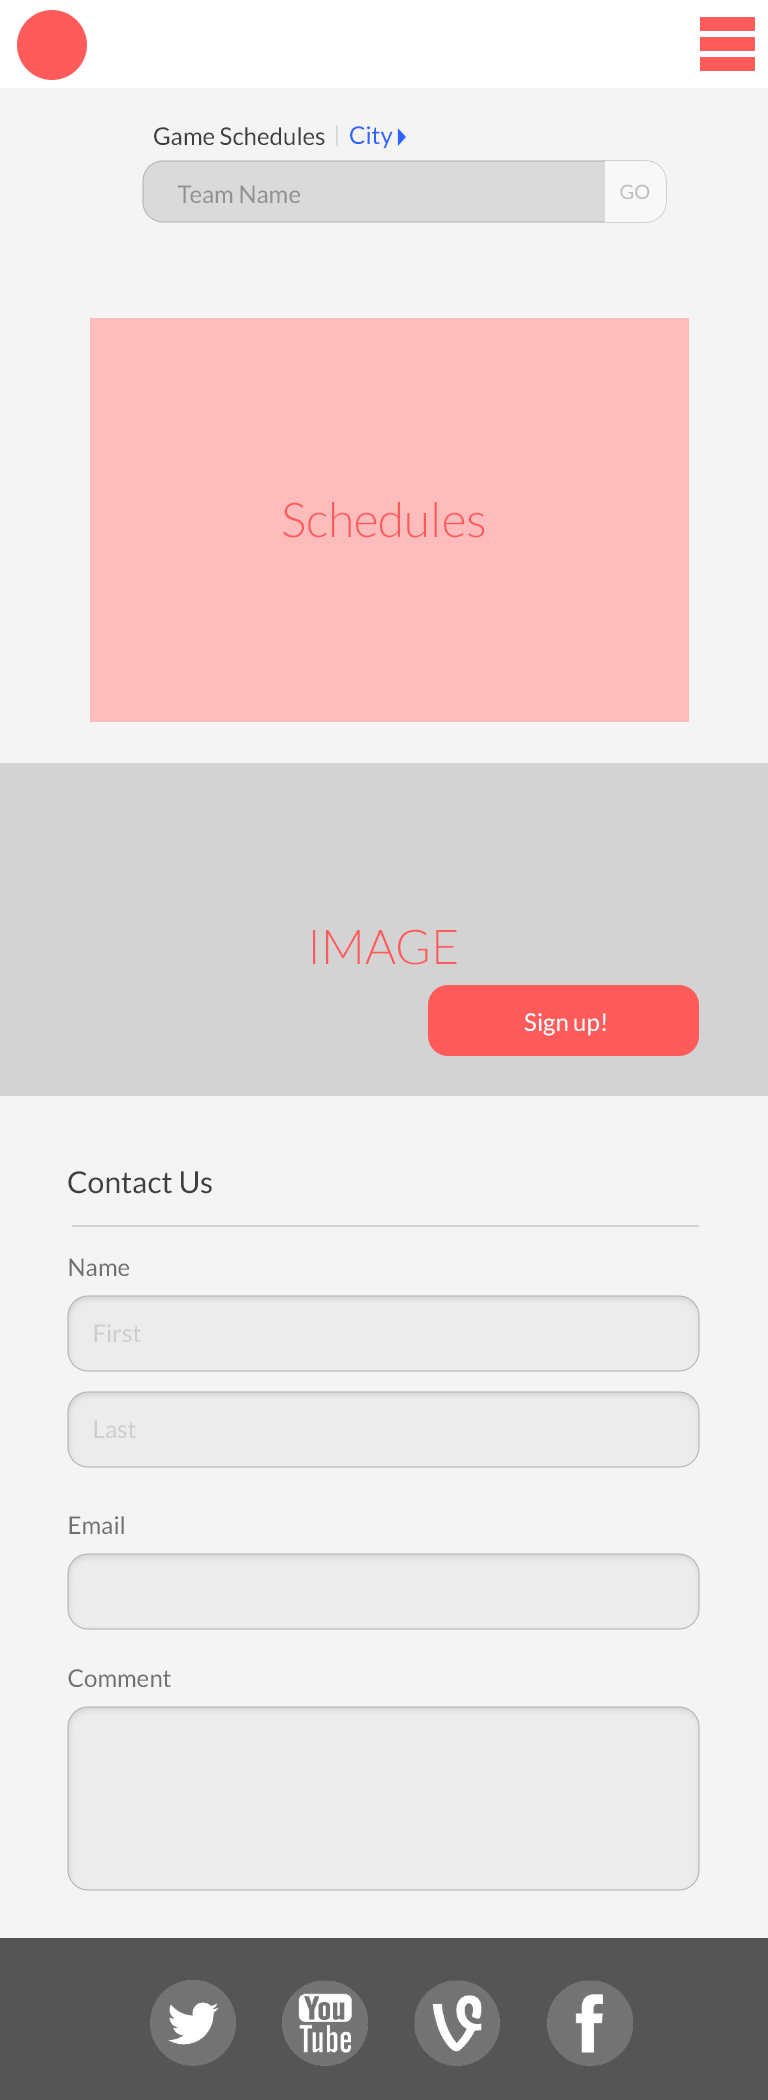 Game Schedules | City
Team Name GO
Schedules
IMAGE
Sign up!
Contact Us
Name
First
Last
Email
Comment
You
Tube